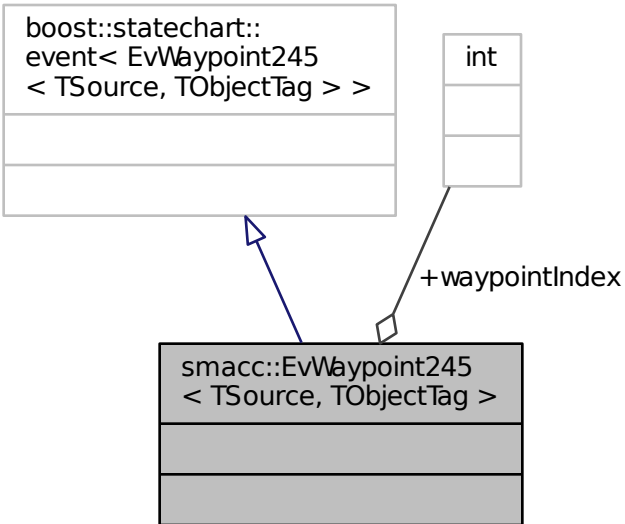 boost::statechart::
event< EvWaypoint245
< TSource, TObjectTag > >
int
+waypointIndex
smacc::EvWaypoint245
< TSource, TObjectTag >